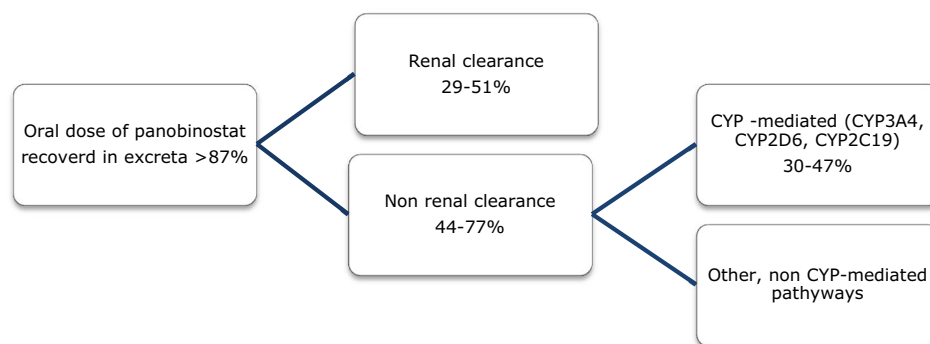 Oral dose of panobinostat
recoverd in excreta >87%
Renal clearance
29-51%
Non renal clearance
44-77%
CYP -mediated (CYP3A4,
CYP2D6, CYP2C19)
30-47%
Other, non CYP-mediated
pathyways